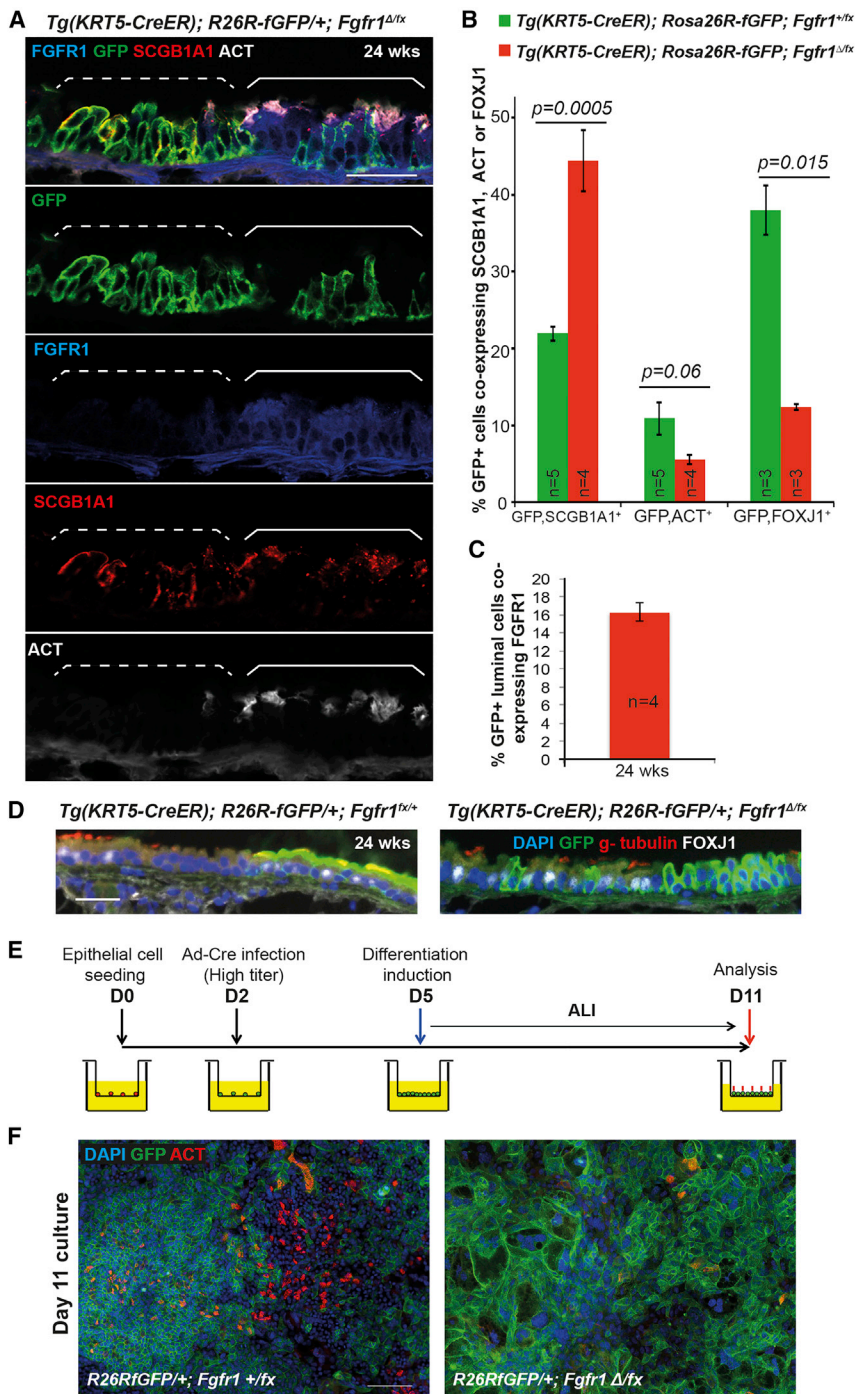 A
Tg(KRT5-CreER); R26R-fGFP/+; Fgfr1Δ/fx
FGFR1 GFP SCGB1A1 ACT
24 wks
GFP
FGFR1
SCGB1A1
ACT
B
Tg(KRT5-CreER); Rosa26R-fGFP; Fgfr1+/fx
Tg(KRT5-CreER); Rosa26R-fGFP; Fgfr1△/fx
% GFP+ cells co-expressing SCGB1A1, ACT or FOXJ1
50
40
30
20
10
0
p=0.0005
p=0.06
p=0.015
n=5
n=4
n=5
n=4
n=3
n=3
GFP,SCGB1A1+
GFP,ACT+
GFP,FOXJ1+
C
% GFP+ luminal cells co-
expressing FGFR1
20
18
16
14
12
10
8
6
4
2
0
n=4
24 wks
D
Tg(KRT5-CreER); R26R-fGFP/+; Fgfr1fx/+
Tg(KRT5-CreER); R26R-fGFP/+; Fgfr1Δ/fx
24 wks
DAPI GFP g- tubulin FOXJ1
E
Epithelial cell
seeding
D0
Ad-Cre infection
(High titer)
D2
Differentiation
induction
D5
ALI
Analysis
D11
F
Day 11 culture
DAPI GFP ACT
R26RfGFP/+; Fgfr1 +/fx
R26RfGFP/+; Fgfr1 Δ/fx